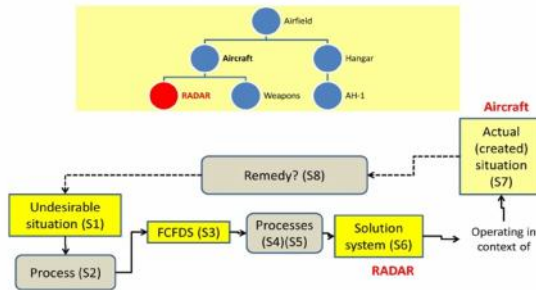 Airfield
Aircraft
Hangar
RADAR
Weapons
AH-1
Aircraft
Actual
(created)
situation
(S7)
Remedy? (S8)
Undesirable
situation (S1)
FCFDS (S3)
Processes
(S4)(S5)
Solution
system (S6)
Operating in
context of
Process (S2)
RADAR